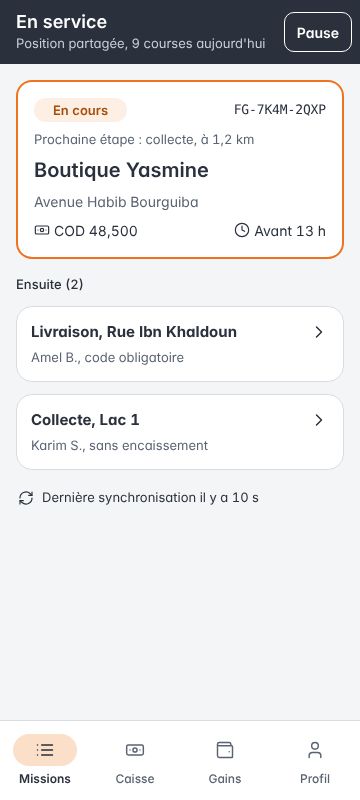 En service
Position partagée, 9 courses aujourd'hui
Pause
En cours
FG-7K4M-2QXP
Prochaine étape : collecte, à 1,2 km
Boutique Yasmine
Avenue Habib Bourguiba
COD 48,500
Avant 13 h
Ensuite (2)
Livraison, Rue Ibn Khaldoun
Amel B., code obligatoire
Collecte, Lac 1
Karim S., sans encaissement
Dernière synchronisation il y a 10 s
Missions
Caisse
Gains
Profil